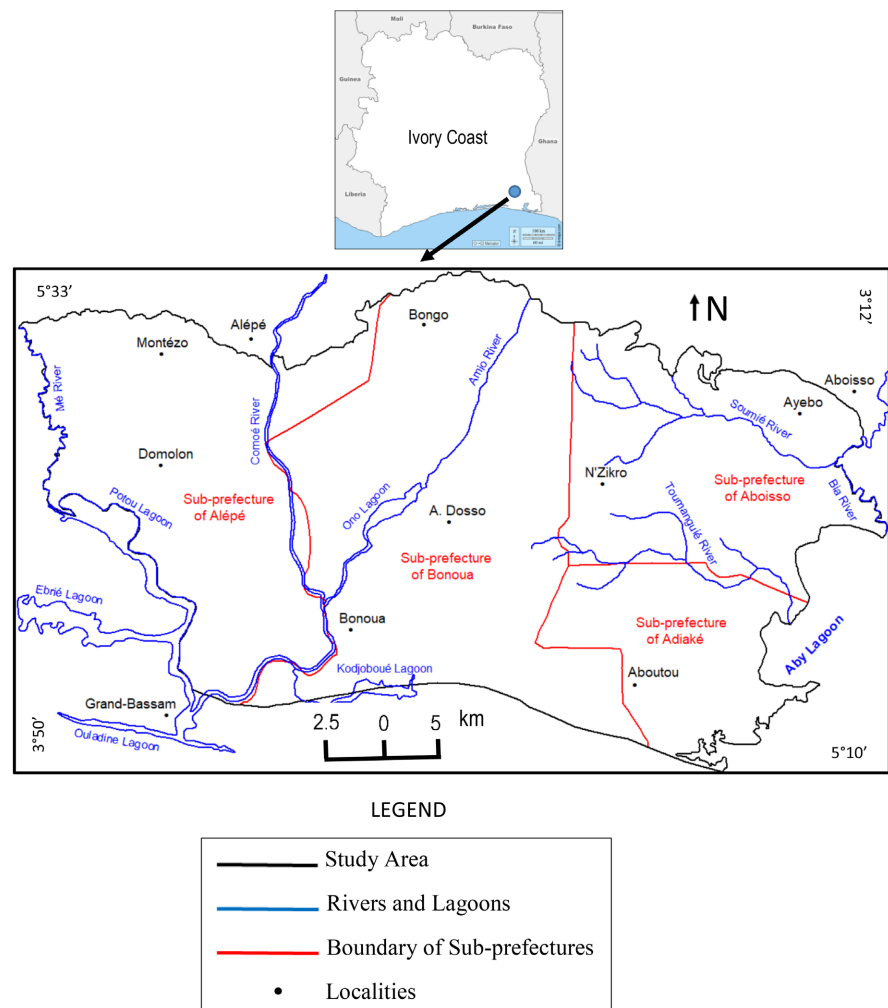 Mali
Burkina Faso
Guinea
Ivory Coast
Ghana
Liberia
100 km
60 mi
5°33'
3°12'
N
Alépé
Bongo
Montézo
Aboisso
Ayebo
Mé River
Comoé River
Amio River
Soumié River
Domolon
N'Zikro
Sub-prefecture
of Aboisso
Potou Lagoon
Sub-prefecture
of Alépé
Ono Lagoon
A. Dosso
Toumanguié River
Bia River
Sub-prefecture
of Bonoua
Ebrié Lagoon
Bonoua
Sub-prefecture
of Adiaké
Aby Lagoon
Kodjoboué Lagoon
Aboutou
Grand-Bassam
Ouladine Lagoon
2.5 0 5 km
3°50'
5°10'
LEGEND
Study Area
Rivers and Lagoons
Boundary of Sub-prefectures
Localities